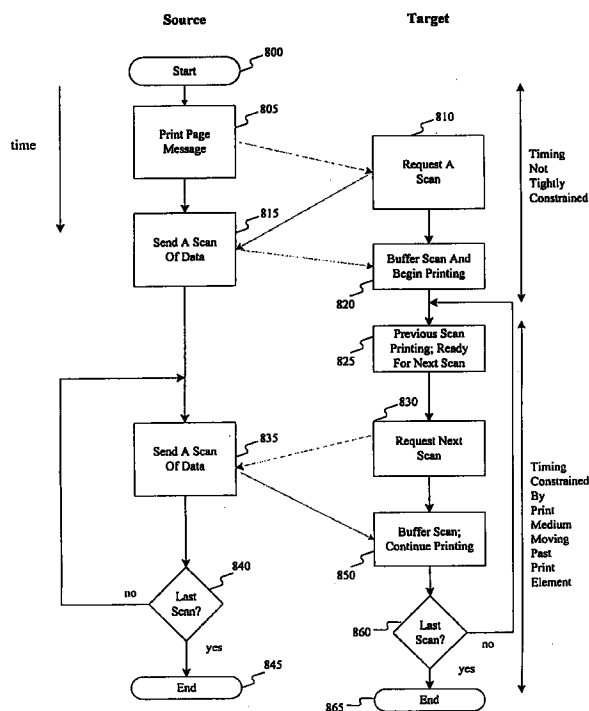 Source
Target
800
Start
805
810
time
Print Page
Message
Request A
Scan
Timing
Not
Tightly
Constrained
815
Send A Scan
Of Data
Buffer Scan And
Begin Printing
820
Previous Scan
Printing; Ready
For Next Scan
825
830
835
Request Next
Scan
Send A Scan
Of Data
Timing
Constrained
By
Print
Medium
Moving
Past
Print
Element
Buffer Scan;
Continue Printing
850
840
no
Last
Scan?
yes
860
Last
Scan?
no
yes
845
End
End
865